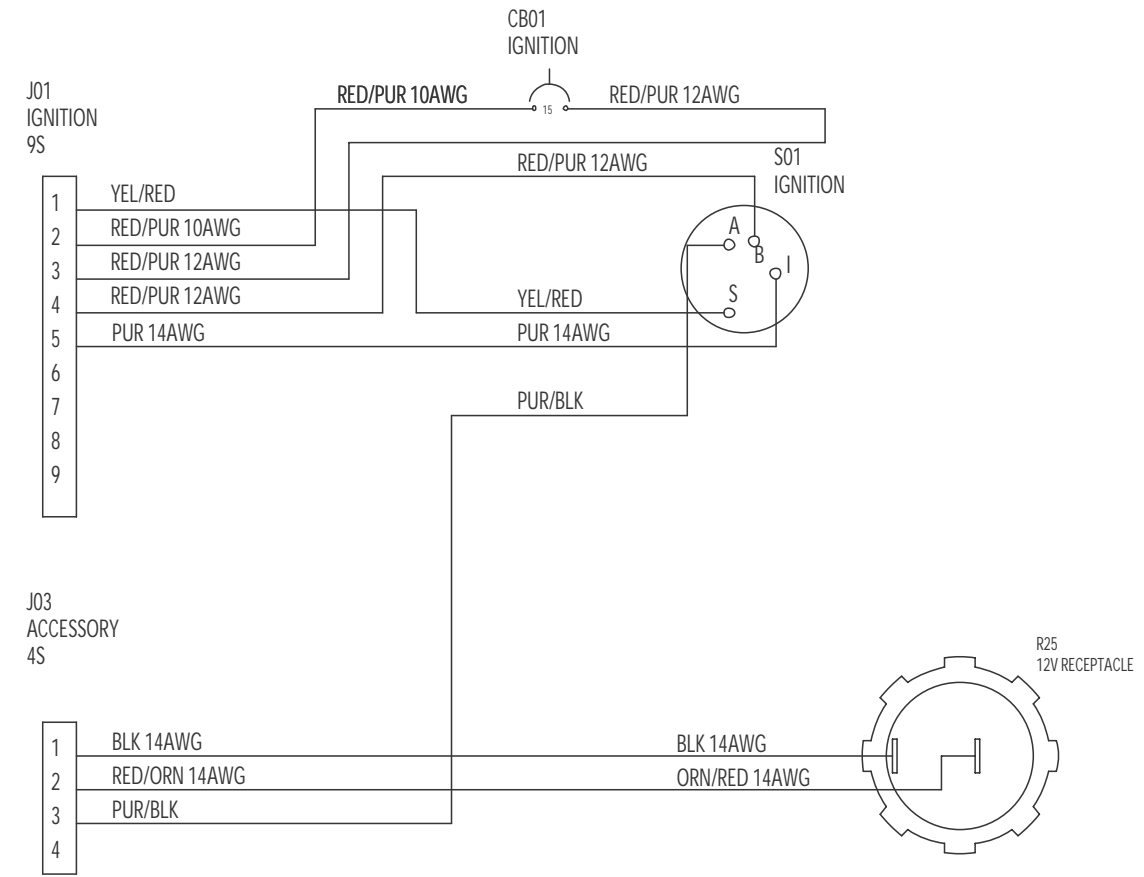 CB01
IGNITION
RED/PUR 10AWG
15
RED/PUR 12AWG
J01
IGNITION
9S
RED/PUR 12AWG
S01
IGNITION
1
YEL/RED
2
RED/PUR 10AWG
3
RED/PUR 12AWG
4
RED/PUR 12AWG
5
PUR 14AWG
6
7
8
9
A
B
I
S
YEL/RED
PUR 14AWG
PUR/BLK
J03
ACCESSORY
4S
R25
12V RECEPTACLE
1
BLK 14AWG
BLK 14AWG
2
RED/ORN 14AWG
ORN/RED 14AWG
3
PUR/BLK
4